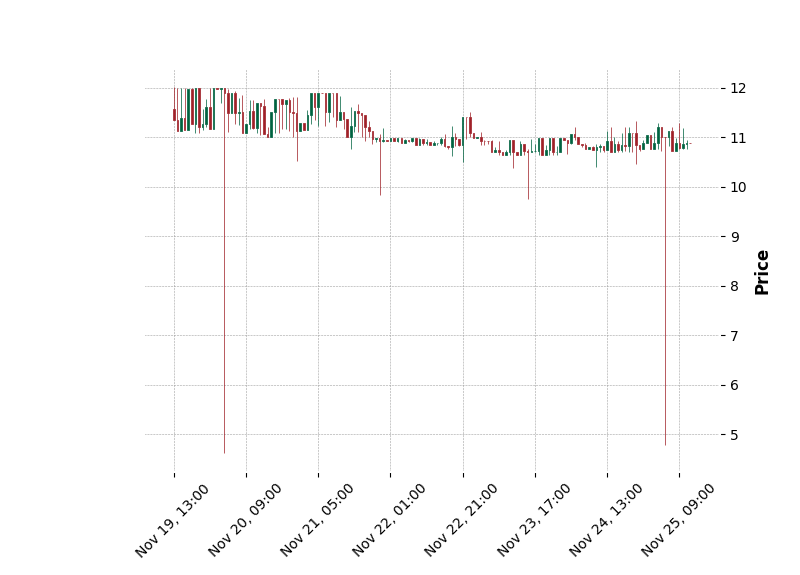 12
11
10
9
8
7
6
5
Price
Nov 19, 13:00
Nov 20, 09:00
Nov 21, 05:00
Nov 22, 01:00
Nov 22, 21:00
Nov 23, 17:00
Nov 24, 13:00
Nov 25, 09:00